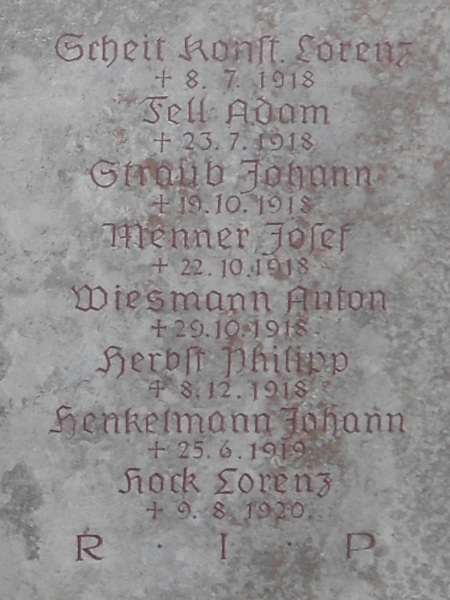 Scheit Konst. Lorenz
+ 8. 7. 1918
Fell Adam
+ 23. 7. 1918
Straub Johann
+ 19. 10. 1918
Menner Josef
+ 22. 10. 1918
Wiesmann Anton
+ 29. 10. 1918
Herbst Philipp
+ 8. 12. 1918
Henkelmann Johann
+ 25. 6. 1919
Hock Lorenz
+ 9. 8. 1920.
R · I · P